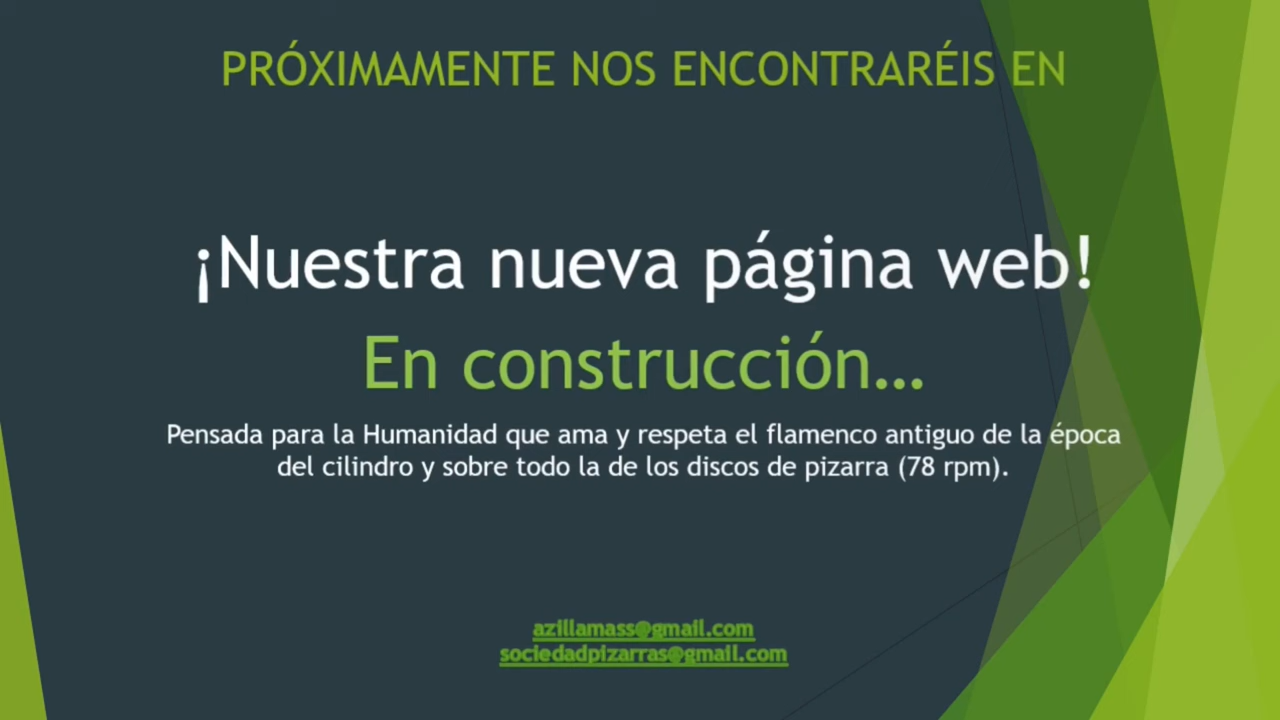 PRÓXIMAMENTE NOS ENCONTRARÉIS EN
¡Nuestra nueva página web!
En construcción…
Pensada para la Humanidad que ama y respeta el flamenco antiguo de la época
del cilindro y sobre todo la de los discos de pizarra (78 rpm).
azillamass@gmail.com
sociedadpizarras@gmail.com